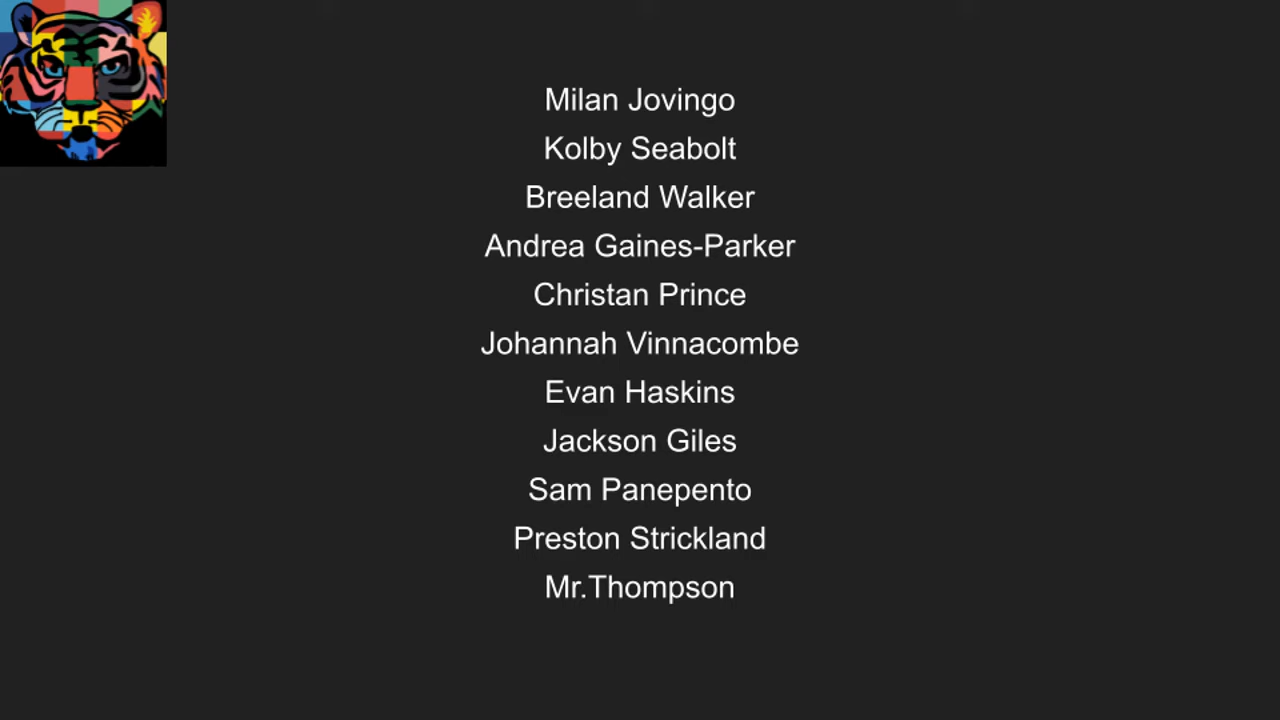 Milan Jovingo
Kolby Seabolt
Breeland Walker
Andrea Gaines-Parker
Christan Prince
Johannah Vinnacombe
Evan Haskins
Jackson Giles
Sam Panepento
Preston Strickland
Mr.Thompson